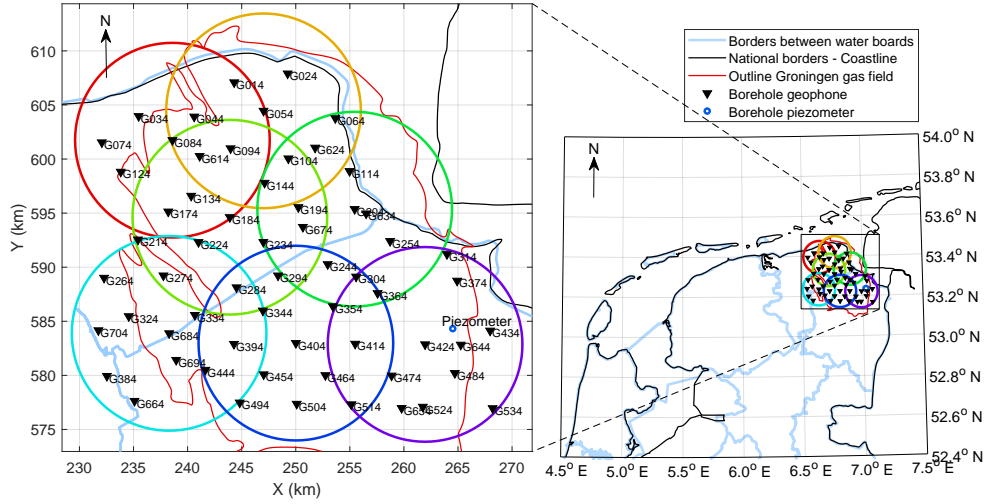 N
610
605
600
595
590
585
580
575
Y (km)
230
235
240
245
250
255
260
265
270
X (km)
G024
G014
G034
G044
G054
G064
G074
G084
G094
G614
G104
G624
G124
G114
G144
G134
G174
G184
G194
G634
G674
G214
G224
G234
G254
G314
G244
G264
G274
G294
G304
G374
G284
G364
G324
G334
G344
G354
Piezometer
G704
G684
G434
G394
G404
G414
G424
G644
G694
G384
G444
G454
G464
G474
G484
G664
G494
G504
G514
G524
G534
Borders between water boards
National borders - Coastline
Outline Groningen gas field
Borehole geophone
Borehole piezometer
N
54.0° N
53.8° N
53.6° N
53.4° N
53.2° N
53.0° N
52.8° N
52.6° N
52.4° N
4.5° E
5.0° E
5.5° E
6.0° E
6.5° E
7.0° E
7.5° E